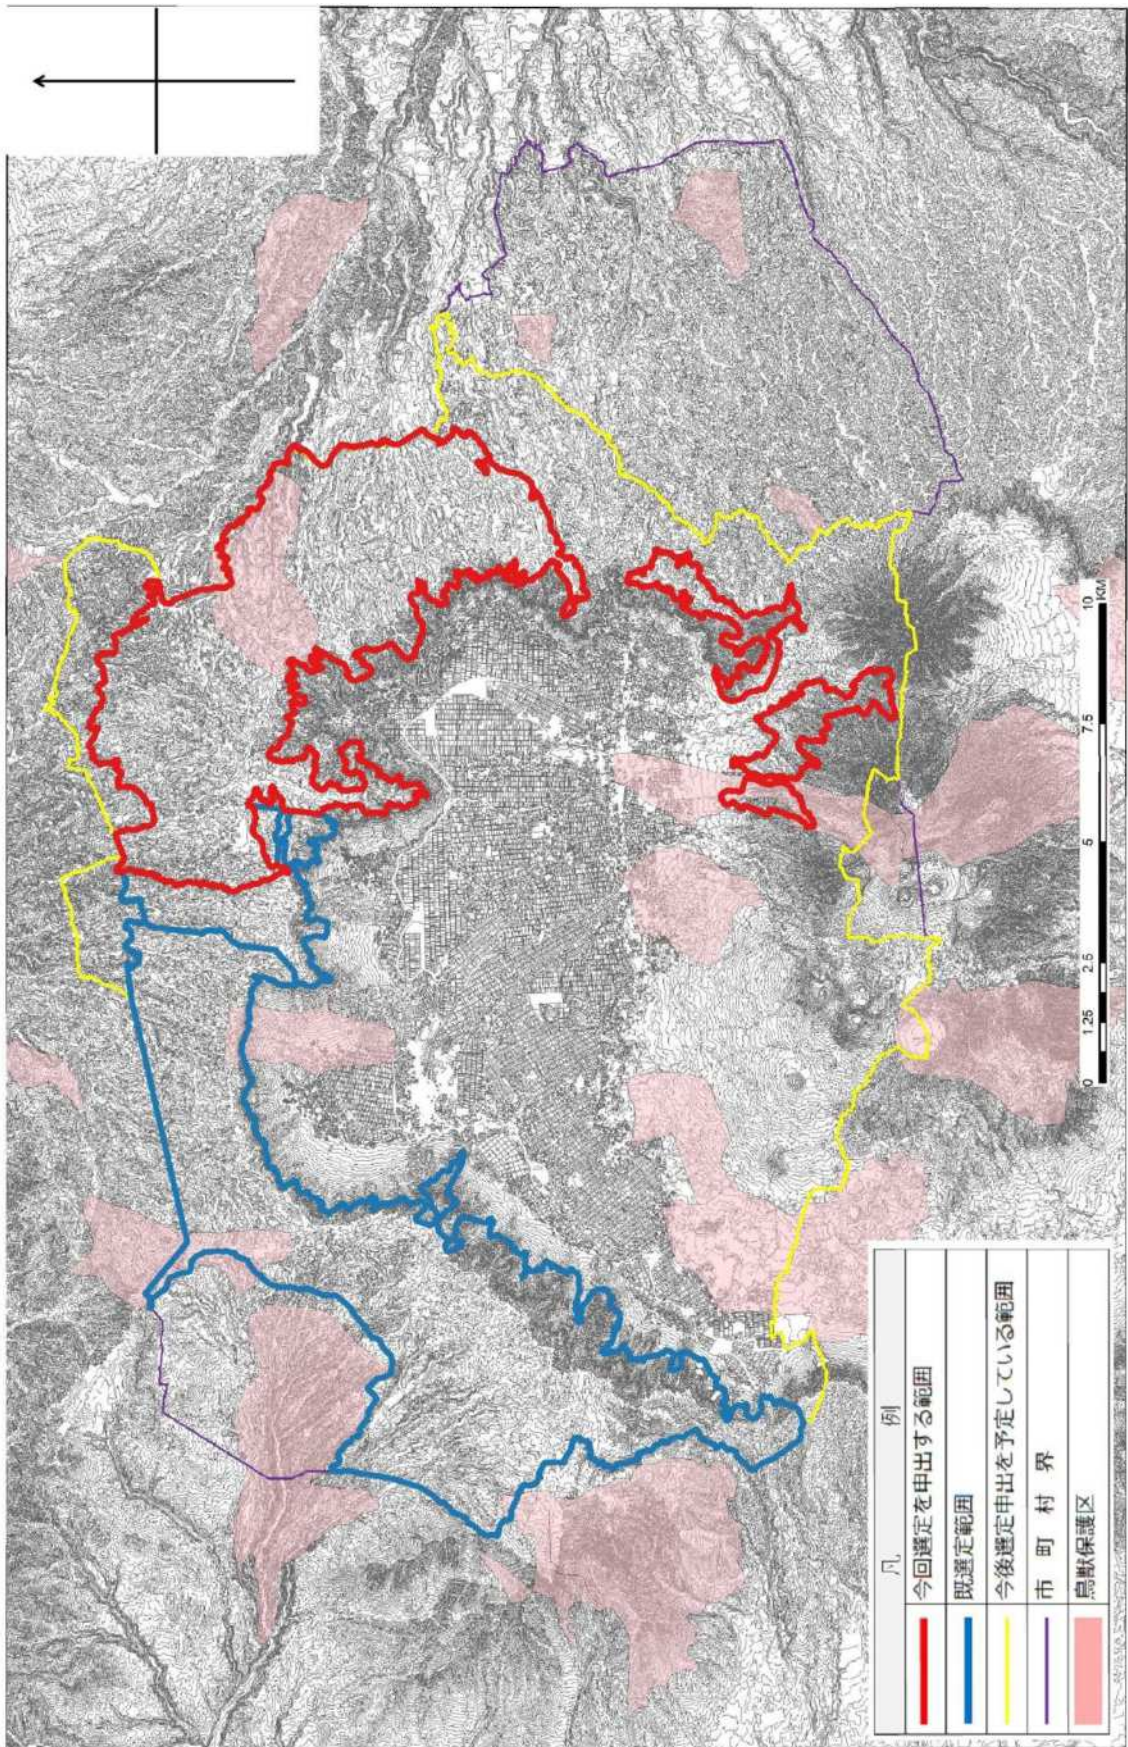 凡 例
今回選定を申出する範囲
既選定範囲
今後選定申出を予定している範囲
市 町 村 界
鳥獣保護区
0 1.25 2.5 5 7.5 10
KM